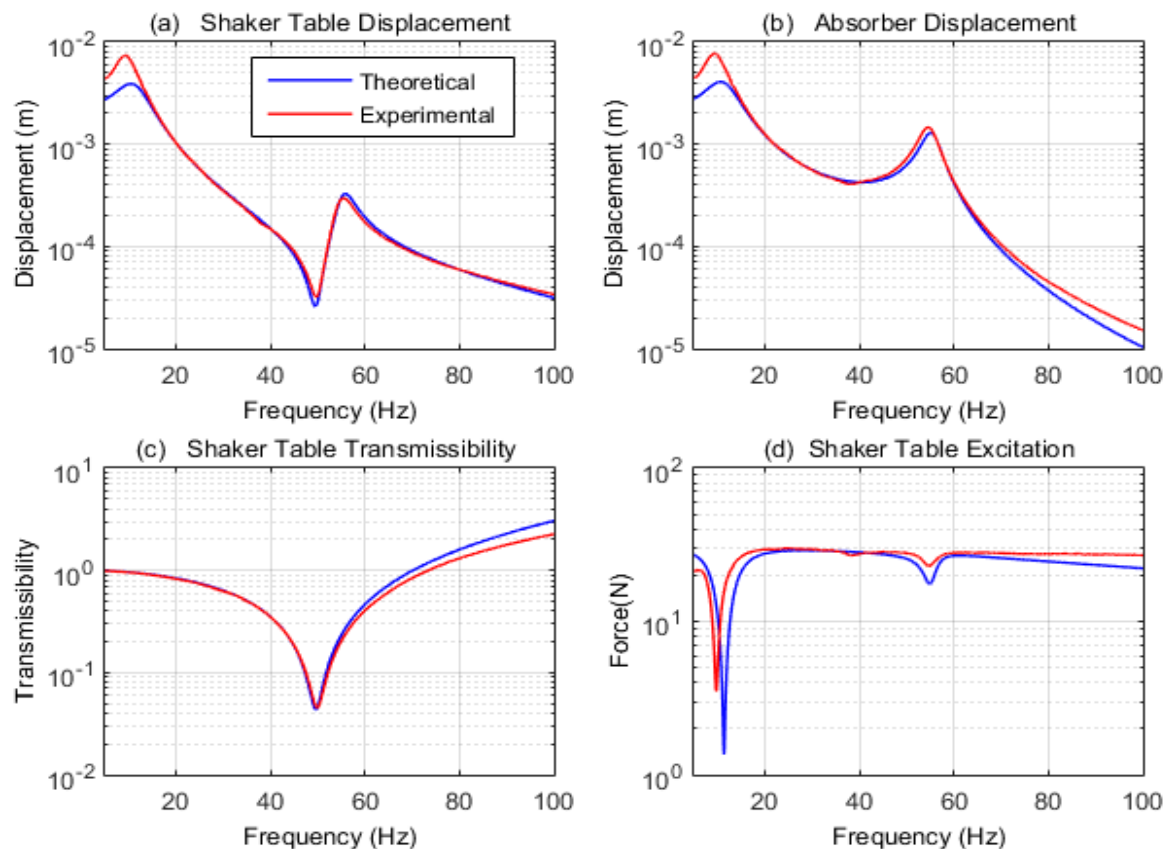 (a) Shaker Table Displacement
10^-2
10^-3
10^-4
10^-5
Displacement (m)
Theoretical
Experimental
20 40 60 80 100
Frequency (Hz)
(b) Absorber Displacement
10^-2
10^-3
10^-4
10^-5
Displacement (m)
20 40 60 80 100
Frequency (Hz)
(c) Shaker Table Transmissibility
10^1
10^0
10^-1
10^-2
Transmissibility
20 40 60 80 100
Frequency (Hz)
(d) Shaker Table Excitation
10^2
10^1
10^0
Force(N)
20 40 60 80 100
Frequency (Hz)